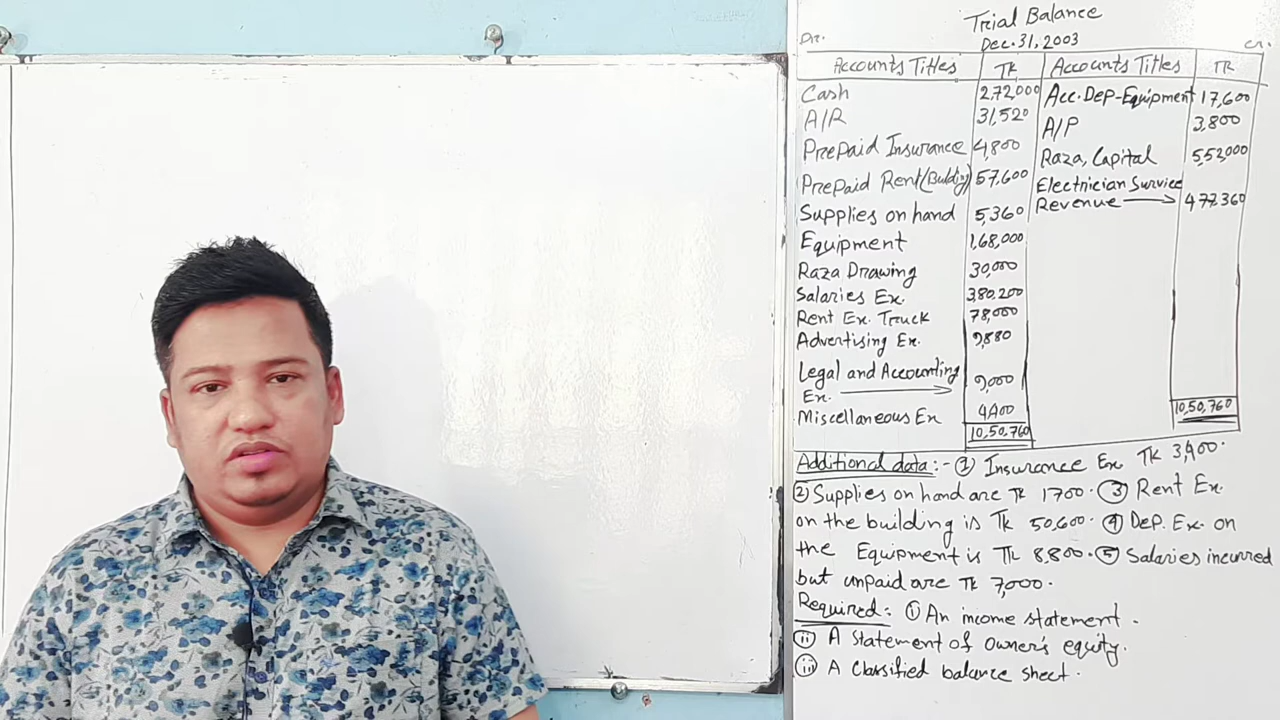 Trial Balance
Dec. 31, 2003
Dr. Cr.
Accounts Titles TK Accounts Titles TK
Cash 2,72,000 Acc. Dep-Equipment 17,600
A/R 31,520 A/P 3,800
Prepaid Insurance 4,800 Raza, Capital 5,52,000
Prepaid Rent (Building) 57,600 Electrician Survice
Supplies on hand 5,360 Revenue 477,360
Equipment 1,68,000
Raza Drawing 30,000
Salaries Ex. 3,80,200
Rent Ex. Truck 78,000
Advertising Ex. 9,880
Legal and Accounting
Ex. 9,000
Miscellaneous Ex 4,400
10,50,760 10,50,760
Additional data:- ① Insurance Ex. TK 3,400.
② Supplies on hand are TK 1700. ③ Rent Ex.
on the building is TK 50,600. ④ Dep. Ex. on
the Equipment is TK 8,800. ⑤ Salaries incurred
but unpaid are TK 7,000.
Required: ⓘ An income statement.
(ii) A statement of owner's equity.
(iii) A Classified balance sheet.